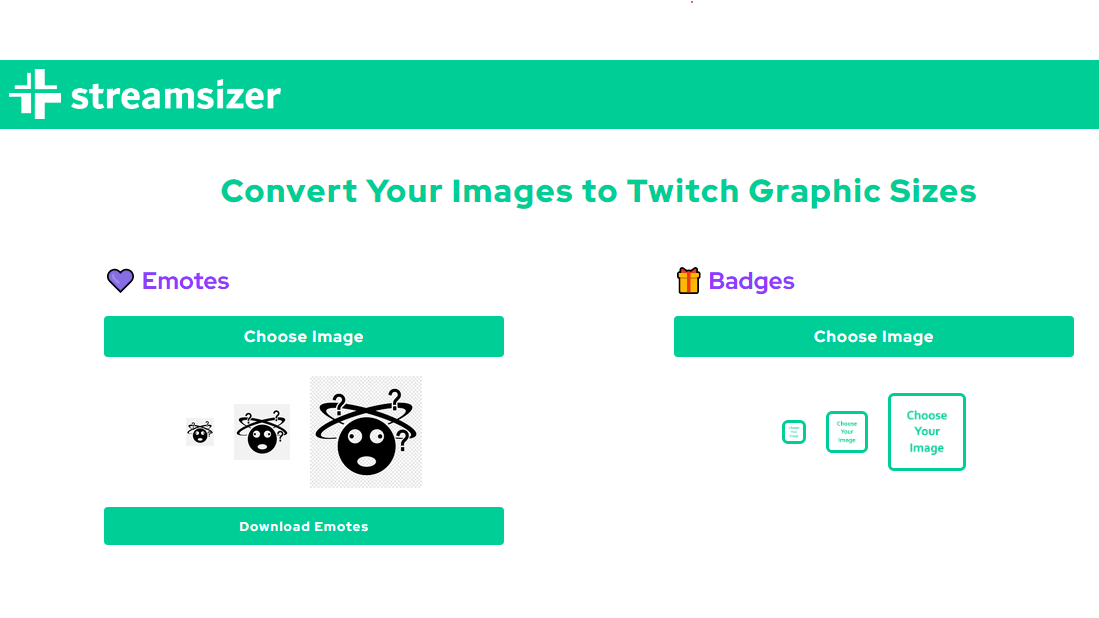 streamsizer
Convert Your Images to Twitch Graphic Sizes
Emotes
Choose Image
? ?
? ?
?
? ?
?
Download Emotes
Badges
Choose Image
Choose
Your
Image
Choose
Your
Image
Choose
Your
Image